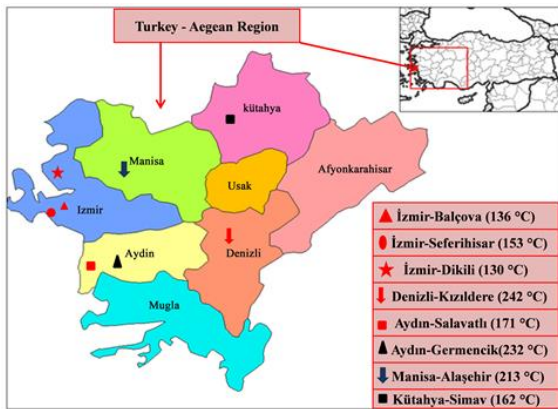 Turkey - Aegean Region
kütahya
Manisa
Afyonkarahisar
Usak
Izmir
Aydin
Denizli
Mugla
İzmir-Balçova (136 °C)
İzmir-Seferihisar (153 °C)
İzmir-Dikili (130 °C)
Denizli-Kızıldere (242 °C)
Aydın-Salavatlı (171 °C)
Aydın-Germencik(232 °C)
Manisa-Alaşehir (213 °C)
Kütahya-Simav (162 °C)